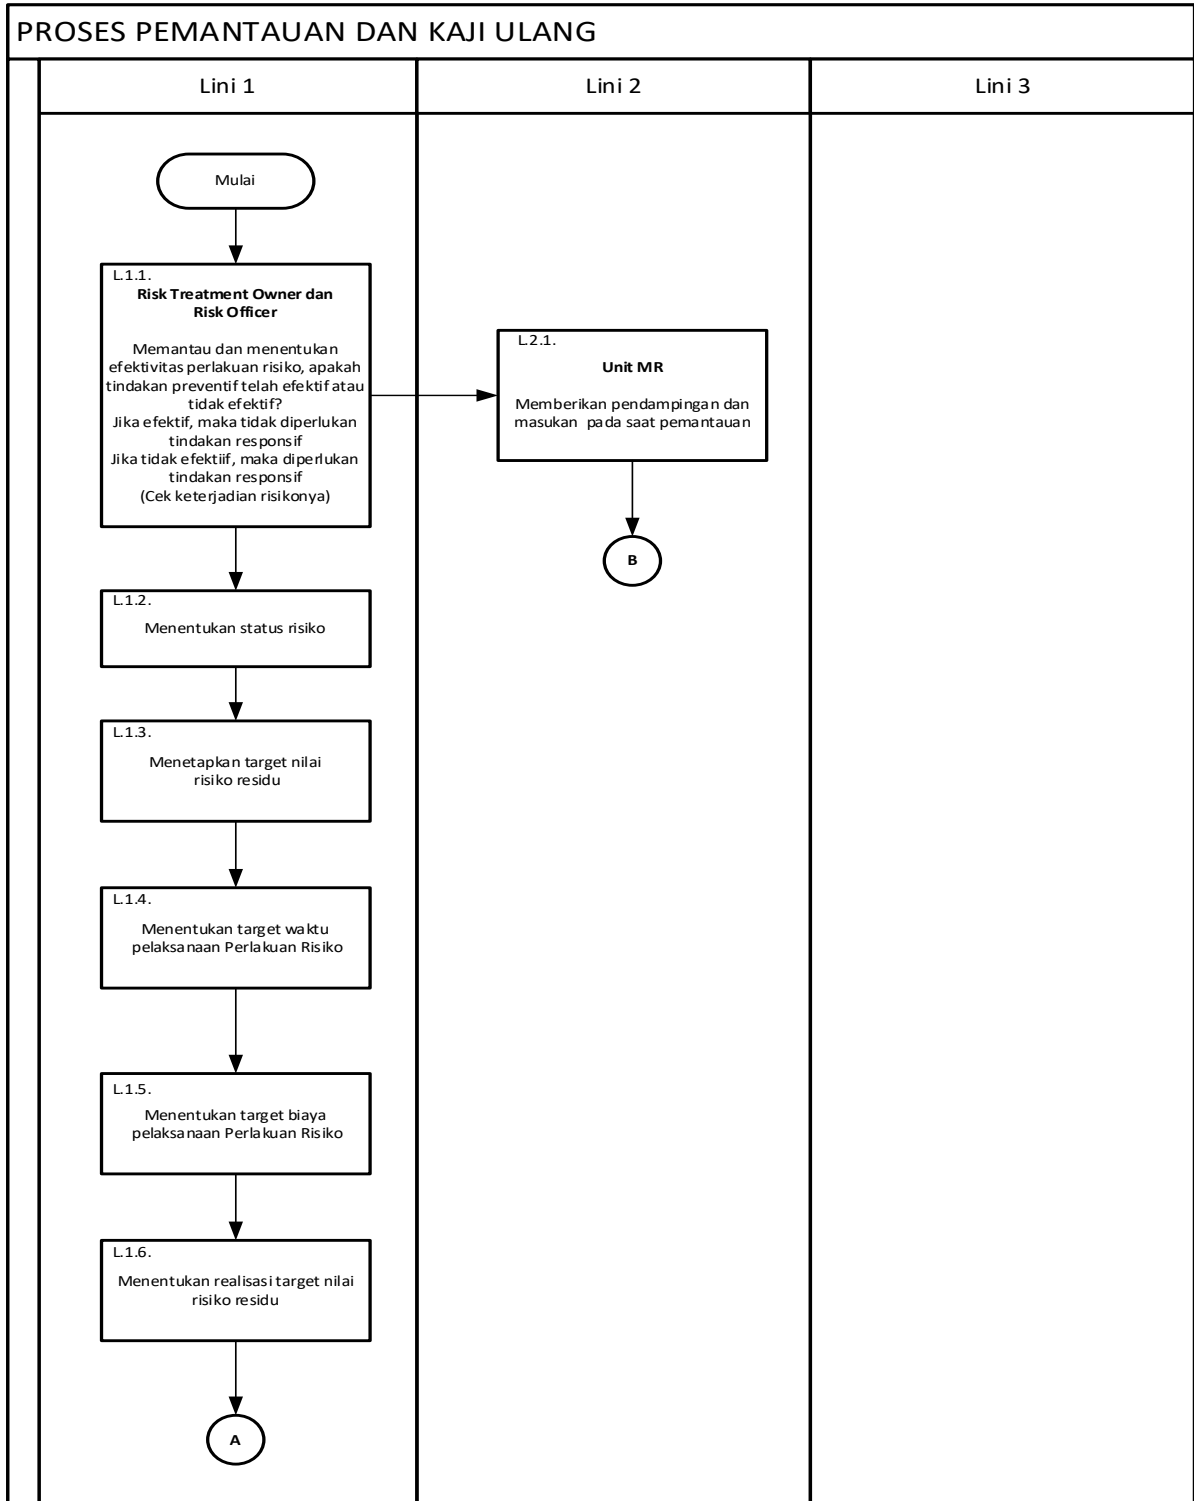 PROSES PEMANTAUAN DAN KAJI ULANG
Lini 1
Lini 2
Lini 3
Mulai
L.1.1.
Risk Treatment Owner dan
Risk Officer
Memantau dan menentukan
efektivitas perlakuan risiko, apakah
tindakan preventif telah efektif atau
tidak efektif?
Jika efektif, maka tidak diperlukan
tindakan responsif
Jika tidak efektiif, maka diperlukan
tindakan responsif
(Cek keterjadian risikonya)
L.2.1.
Unit MR
Memberikan pendampingan dan
masukan pada saat pemantauan
B
L.1.2.
Menentukan status risiko
L.1.3.
Menetapkan target nilai
risiko residu
L.1.4.
Menentukan target waktu
pelaksanaan Perlakuan Risiko
L.1.5.
Menentukan target biaya
pelaksanaan Perlakuan Risiko
L.1.6.
Menentukan realisasi target nilai
risiko residu
A